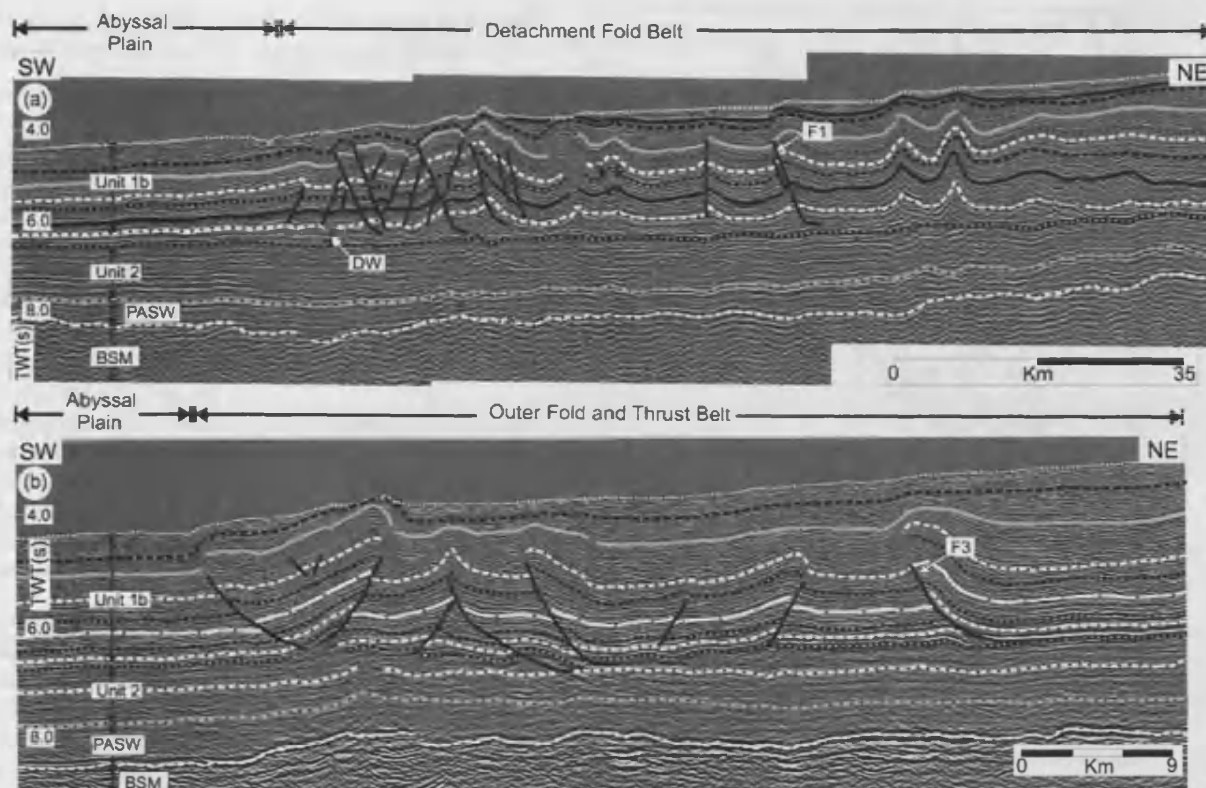 Abyssal
Plain
Detachment Fold Belt
SW
NE
(a)
4.0
F1
Unit 1b
6.0
DW
Unit 2
8.0
PASW
TWT(s)
BSM
0 Km 35
Abyssal
Plain
Outer Fold and Thrust Belt
SW
NE
(b)
4.0
TWT(s)
F3
Unit 1b
6.0
Unit 2
8.0
PASW
BSM
0 Km 9